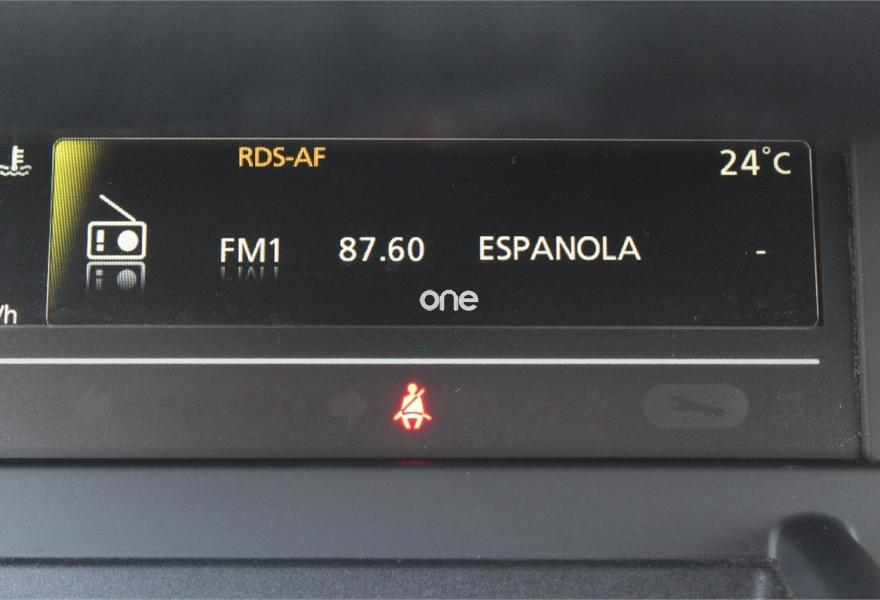 RDS-AF 24°C
FM1 87.60 ESPANOLA -
one
/h